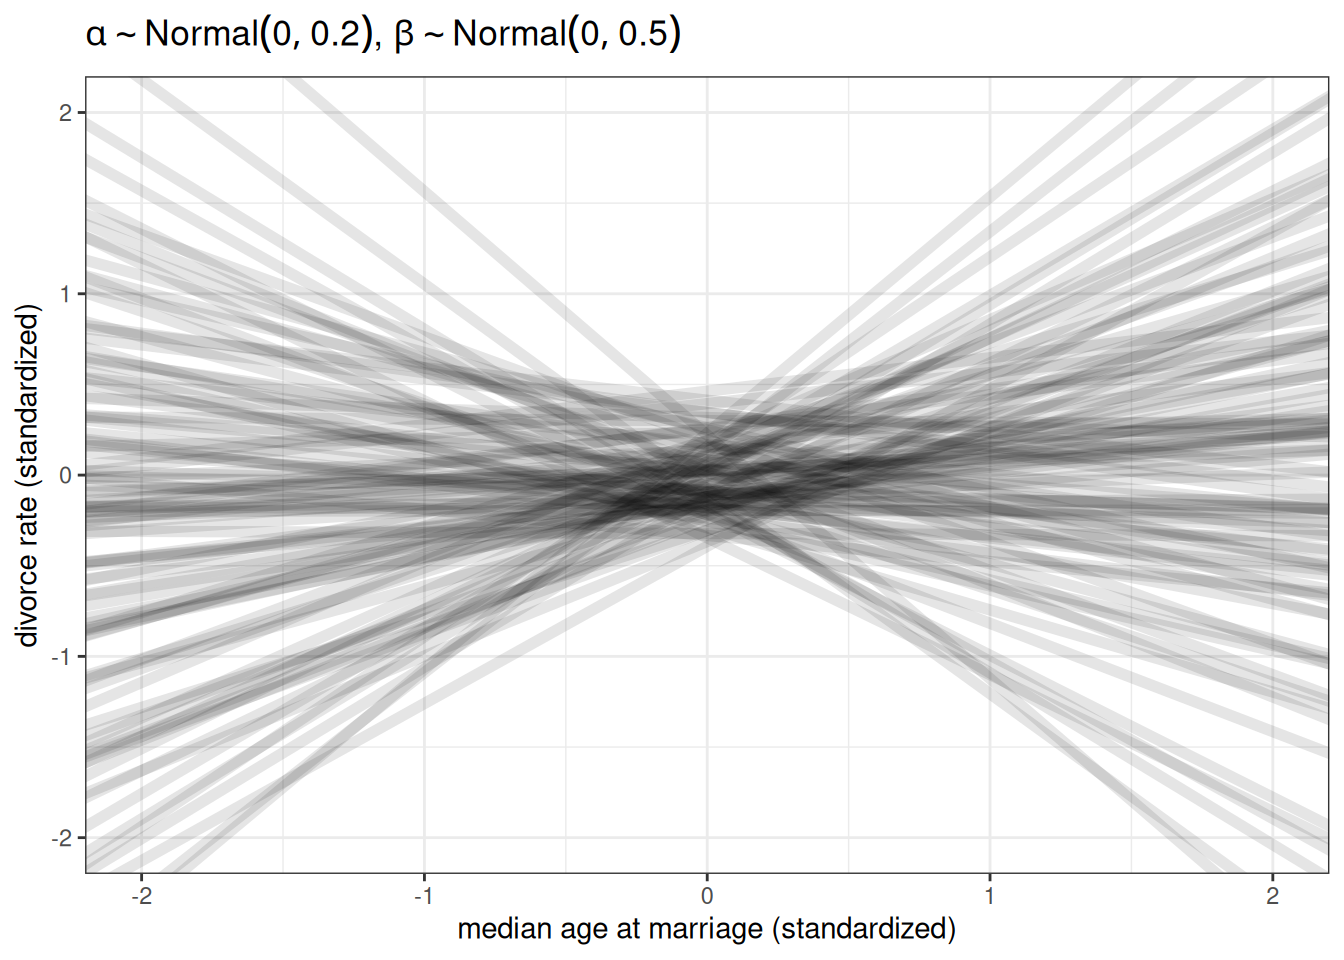 α ~ Normal(0, 0.2), β ~ Normal(0, 0.5)
divorce rate (standardized)
2
1
0
-1
-2
-2 -1 0 1 2
median age at marriage (standardized)